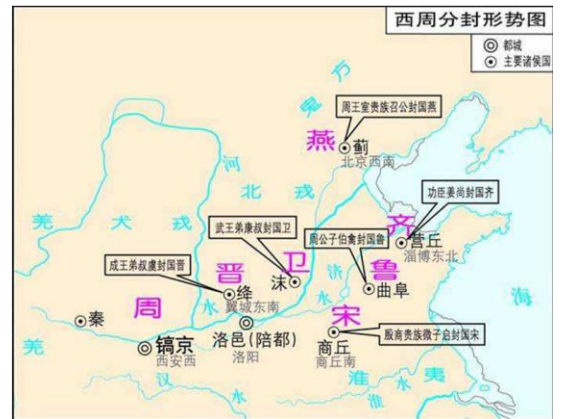 西周分封形势图
都城
主要诸侯国
鬼方
周王室贵族召公封国燕
燕
蓟
北京西南
河
北戎
功臣姜尚封国齐
羌
犬戎
武王弟康叔封国卫
周公子伯禽封国鲁
齐
营丘
淄博东北
成王弟叔虞封国晋
晋
卫
沫
济
水
鲁
曲阜
海
周
绛
翼城东南
水
宋
秦
洛邑(陪都)
洛阳
商丘
商丘南
殷商贵族微子启封国宋
羌
镐京
西安西
汉
水
淮
水
夷
淮